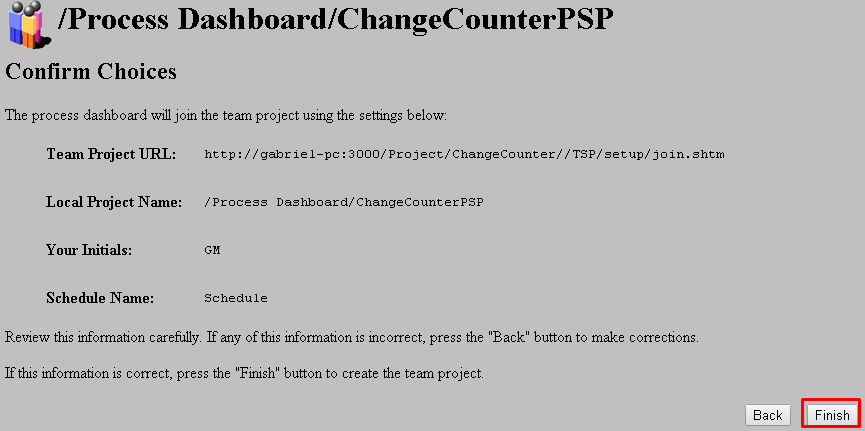 /Process Dashboard/ChangeCounterPSP
Confirm Choices
The process dashboard will join the team project using the settings below:
Team Project URL: http://gabriel-pc:3000/Project/ChangeCounter//TSP/setup/join.shtm
Local Project Name: /Process Dashboard/ChangeCounterPSP
Your Initials: GM
Schedule Name: Schedule
Review this information carefully. If any of this information is incorrect, press the "Back" button to make corrections.
If this information is correct, press the "Finish" button to create the team project.
Back Finish